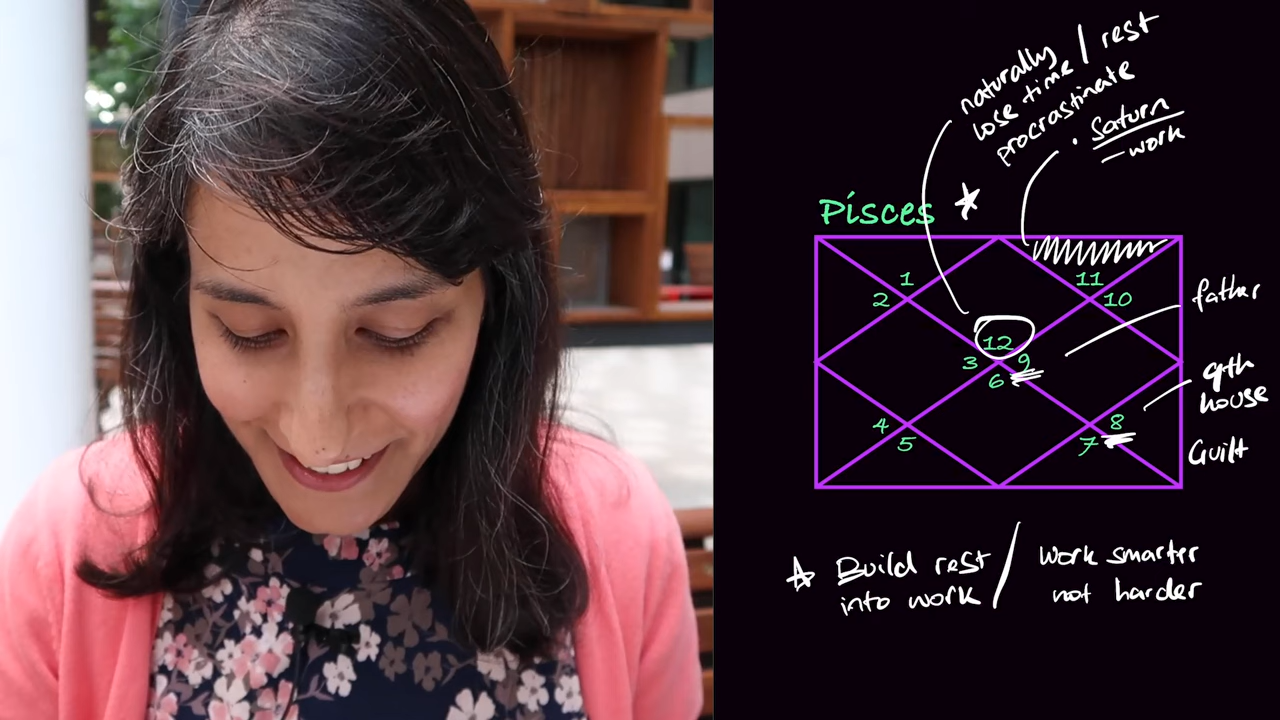 naturally / rest
lose time
procrastinate
• Saturn
– work
Pisces
1
2
11
10
12
3
9
6
4
5
8
7
father
9th
house
Guilt
Build rest / work smarter
into work / not harder